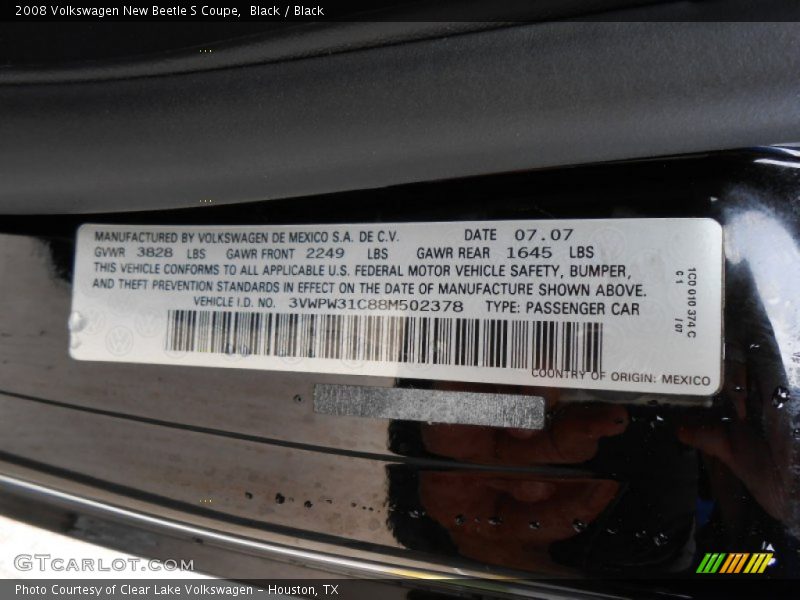 2008 Volkswagen New Beetle S Coupe,  Black / Black
MANUFACTURED BY VOLKSWAGEN DE MEXICO S.A. DE C.V. DATE 07.07
GVWR 3828 LBS GAWR FRONT 2249 LBS GAWR REAR 1645 LBS
THIS VEHICLE CONFORMS TO ALL APPLICABLE U.S. FEDERAL MOTOR VEHICLE SAFETY, BUMPER,
AND THEFT PREVENTION STANDARDS IN EFFECT ON THE DATE OF MANUFACTURE SHOWN ABOVE.
VEHICLE I.D. NO. 3VWPW31C88M502378 TYPE: PASSENGER CAR
COUNTRY OF ORIGIN: MEXICO
1C0 010 374 C
C1 1.07
GTCARLOT.COM
Photo Courtesy of Clear Lake Volkswagen - Houston, TX